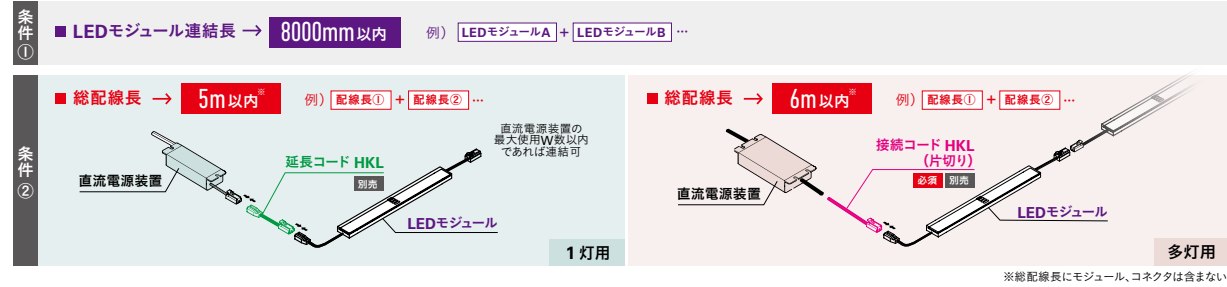 条件①
■ LEDモジュール連結長 → 8000mm以内 例） LEDモジュールA + LEDモジュールB …
条件②
■ 総配線長 → 5m以内※ 例） 配線長① + 配線長② …
直流電源装置の
最大使用W数以内
であれば連結可
延長コード HKL
別売
直流電源装置
LEDモジュール
1灯用
■ 総配線長 → 6m以内※ 例） 配線長① + 配線長② …
接続コード HKL
（片切り）
必須 別売
直流電源装置
LEDモジュール
多灯用
※総配線長にモジュール、コネクタは含まない